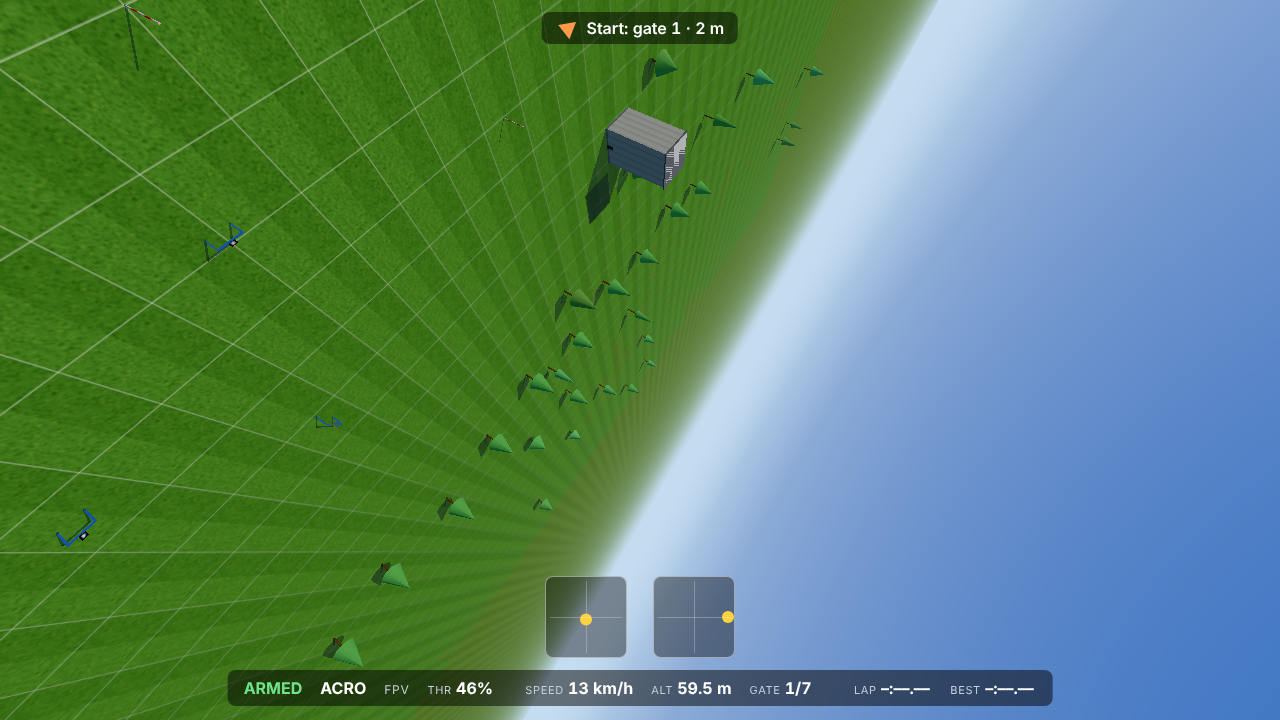 Start: gate 1 · 2 m
ARMED ACRO FPV THR 46% SPEED 13 km/h ALT 59.5 m GATE 1/7 LAP –:––.–– BEST –:––.––